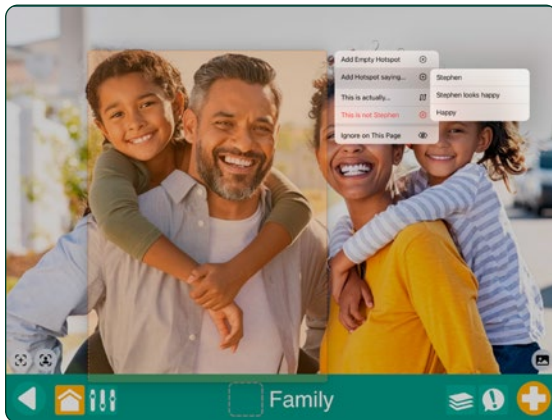 Add Empty Hotspot
Add Hotspot saying...
Stephen
Stephen looks happy
This is actually...
Happy
This is not Stephen
Ignore on This Page
Family